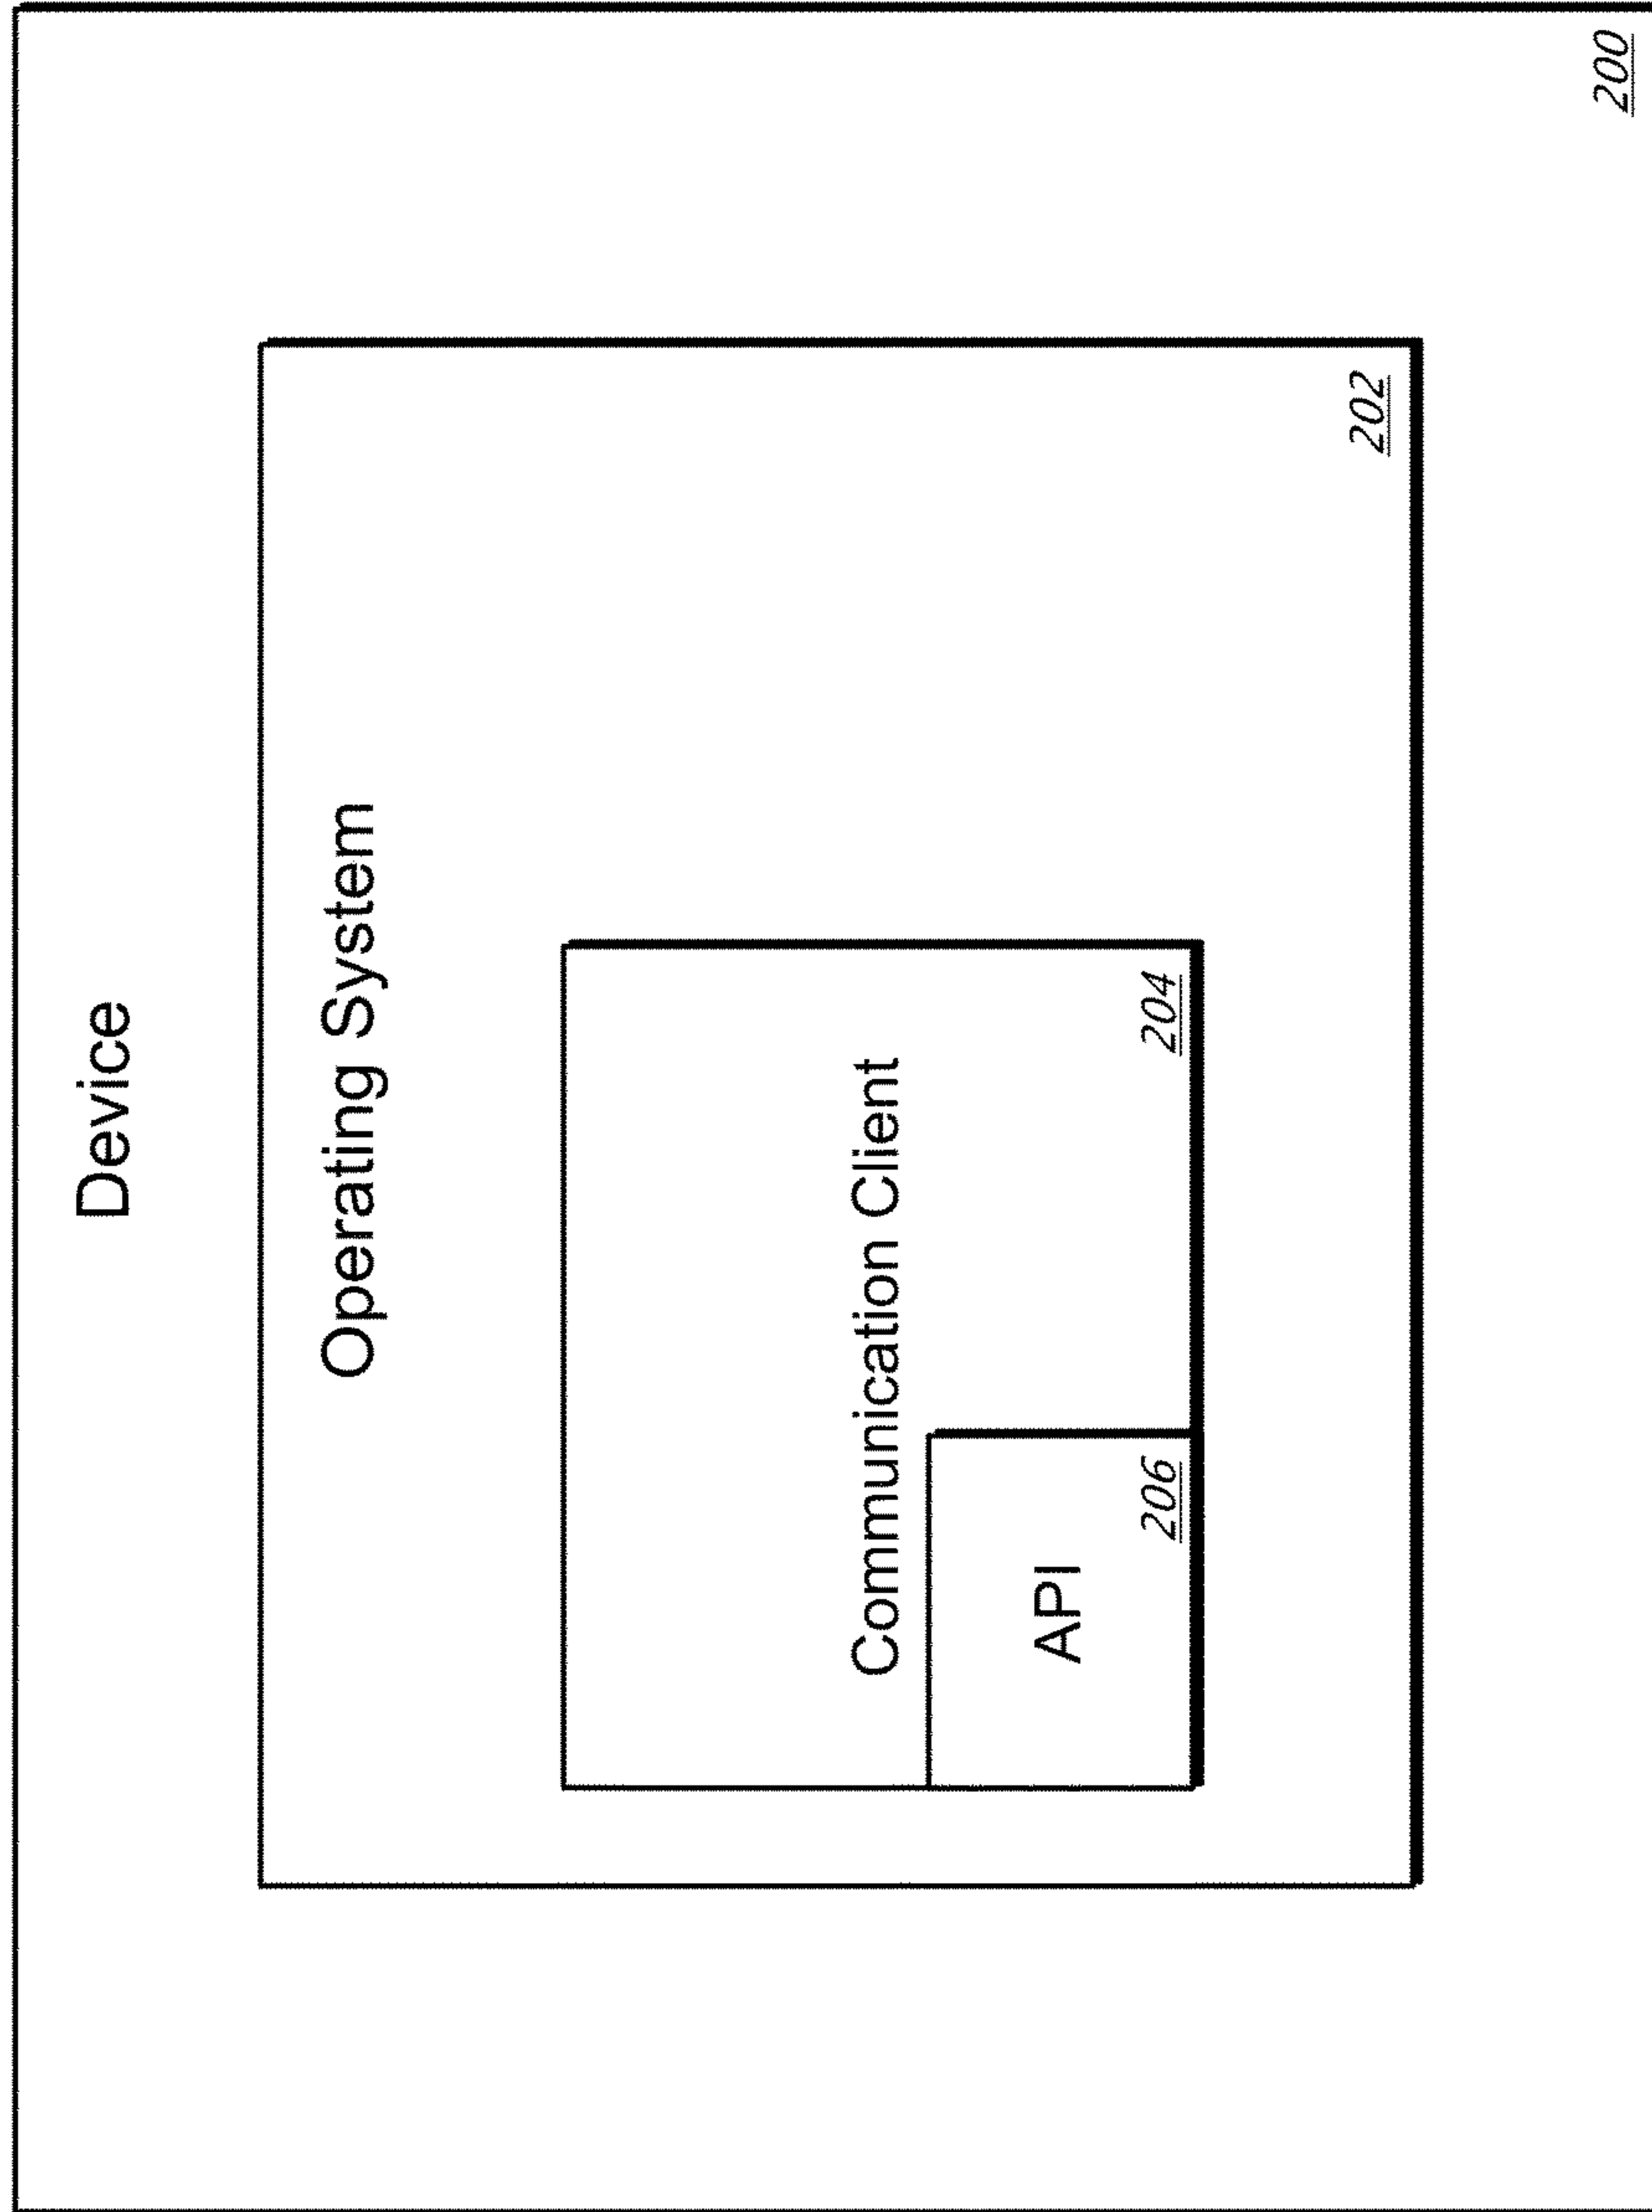 Device
Operating System
Communication Client
API
206
204
202
200